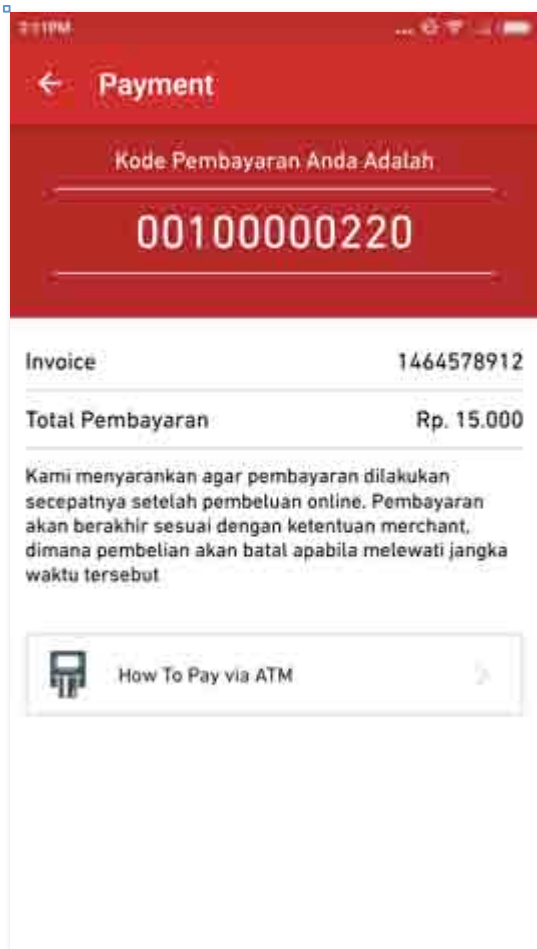 2:11PM
...
Payment
Kode Pembayaran Anda Adalah
00100000220
Invoice 1464578912
Total Pembayaran Rp. 15.000
Kami menyarankan agar pembayaran dilakukan
secepatnya setelah pembeluan online. Pembayaran
akan berakhir sesuai dengan ketentuan merchant,
dimana pembelian akan batal apabila melewati jangka
waktu tersebut
How To Pay via ATM